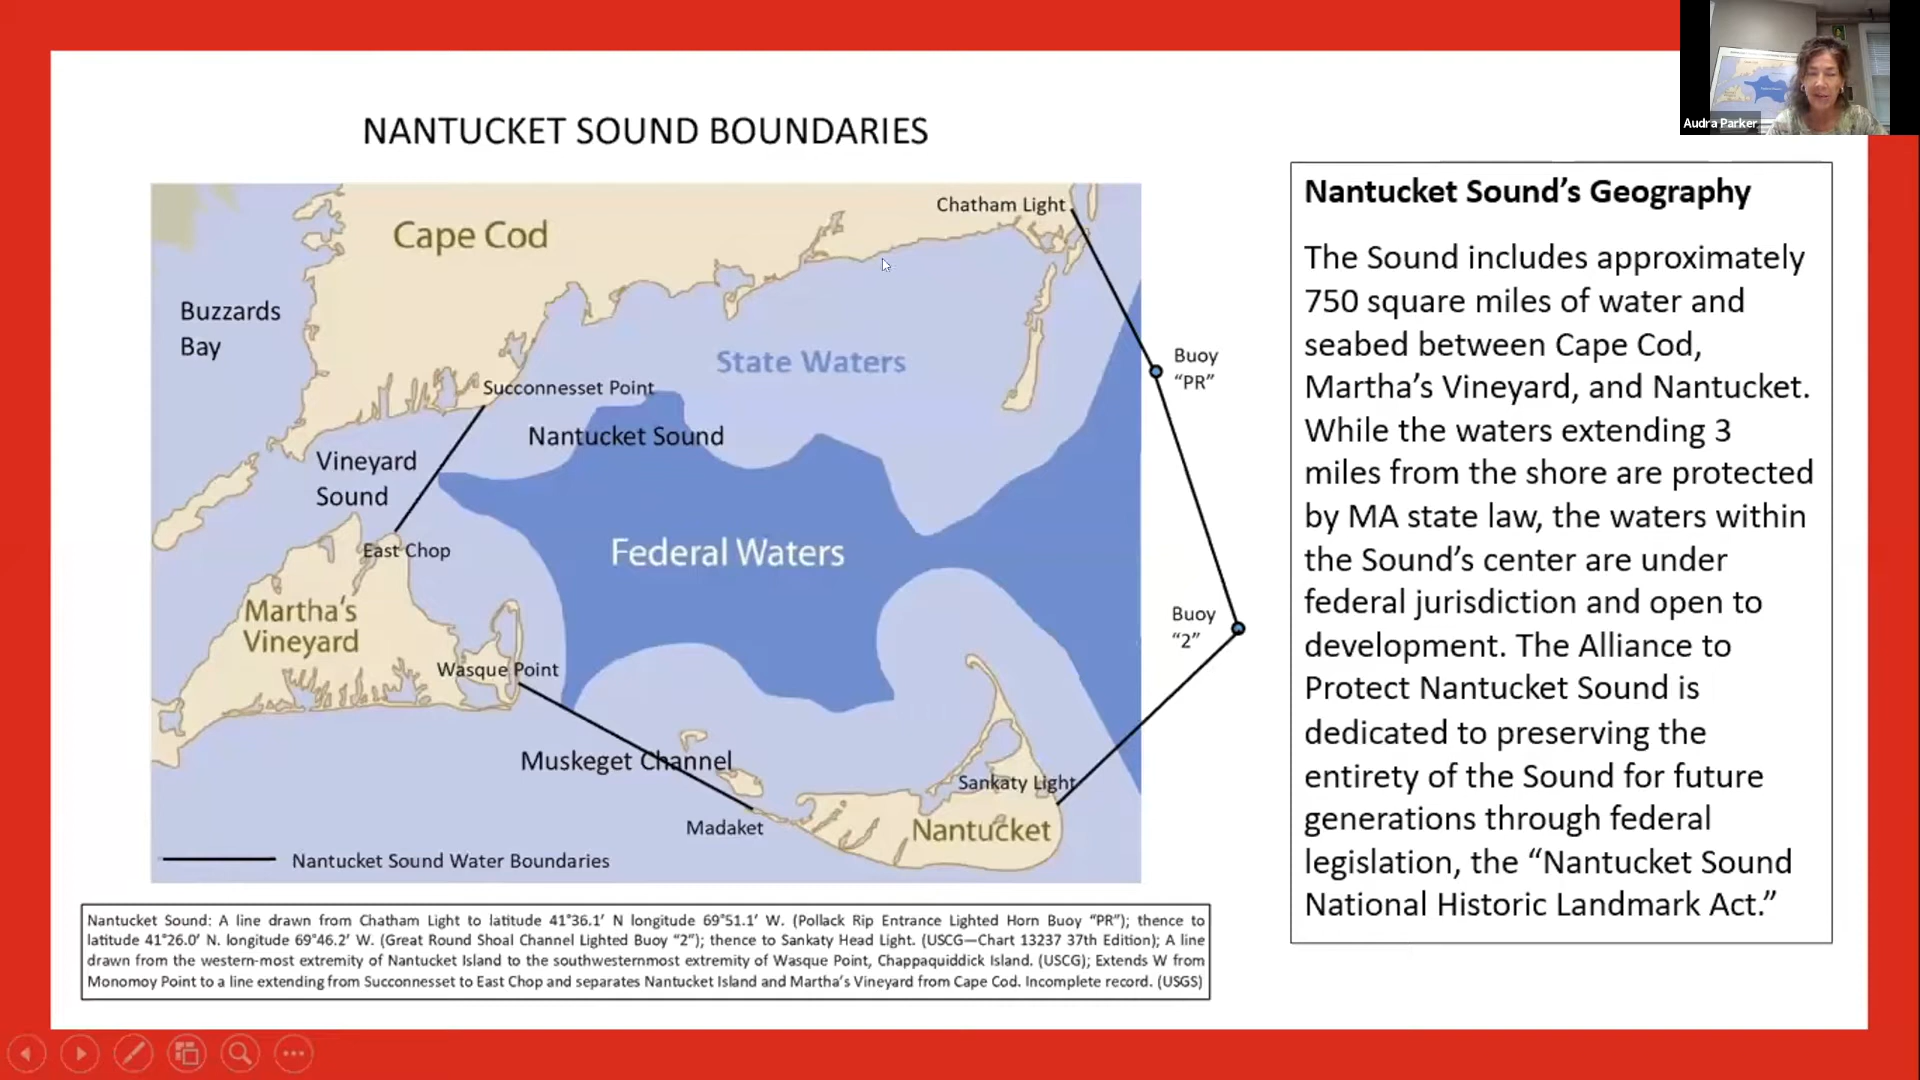 Audra Parker
NANTUCKET SOUND BOUNDARIES
Chatham Light
Cape Cod
Buzzards
Bay
State Waters
Buoy
“PR”
Succonnesset Point
Nantucket Sound
Vineyard
Sound
East Chop
Federal Waters
Martha’s
Vineyard
Buoy
“2”
Wasque Point
Muskeget Channel
Sankaty Light
Madaket
Nantucket
Nantucket Sound Water Boundaries
Nantucket Sound: A line drawn from Chatham Light to latitude 41°36.1’ N longitude 69°51.1’ W. (Pollack Rip Entrance Lighted Horn Buoy “PR”); thence to
latitude 41°26.0’ N. longitude 69°46.2’ W. (Great Round Shoal Channel Lighted Buoy “2”); thence to Sankaty Head Light. (USCG—Chart 13237 37th Edition); A line
drawn from the western-most extremity of Nantucket Island to the southwesternmost extremity of Wasque Point, Chappaquiddick Island. (USCG); Extends W from
Monomoy Point to a line extending from Succonnesset to East Chop and separates Nantucket Island and Martha’s Vineyard from Cape Cod. Incomplete record. (USGS)
Nantucket Sound’s Geography
The Sound includes approximately
750 square miles of water and
seabed between Cape Cod,
Martha’s Vineyard, and Nantucket.
While the waters extending 3
miles from the shore are protected
by MA state law, the waters within
the Sound’s center are under
federal jurisdiction and open to
development. The Alliance to
Protect Nantucket Sound is
dedicated to preserving the
entirety of the Sound for future
generations through federal
legislation, the “Nantucket Sound
National Historic Landmark Act.”